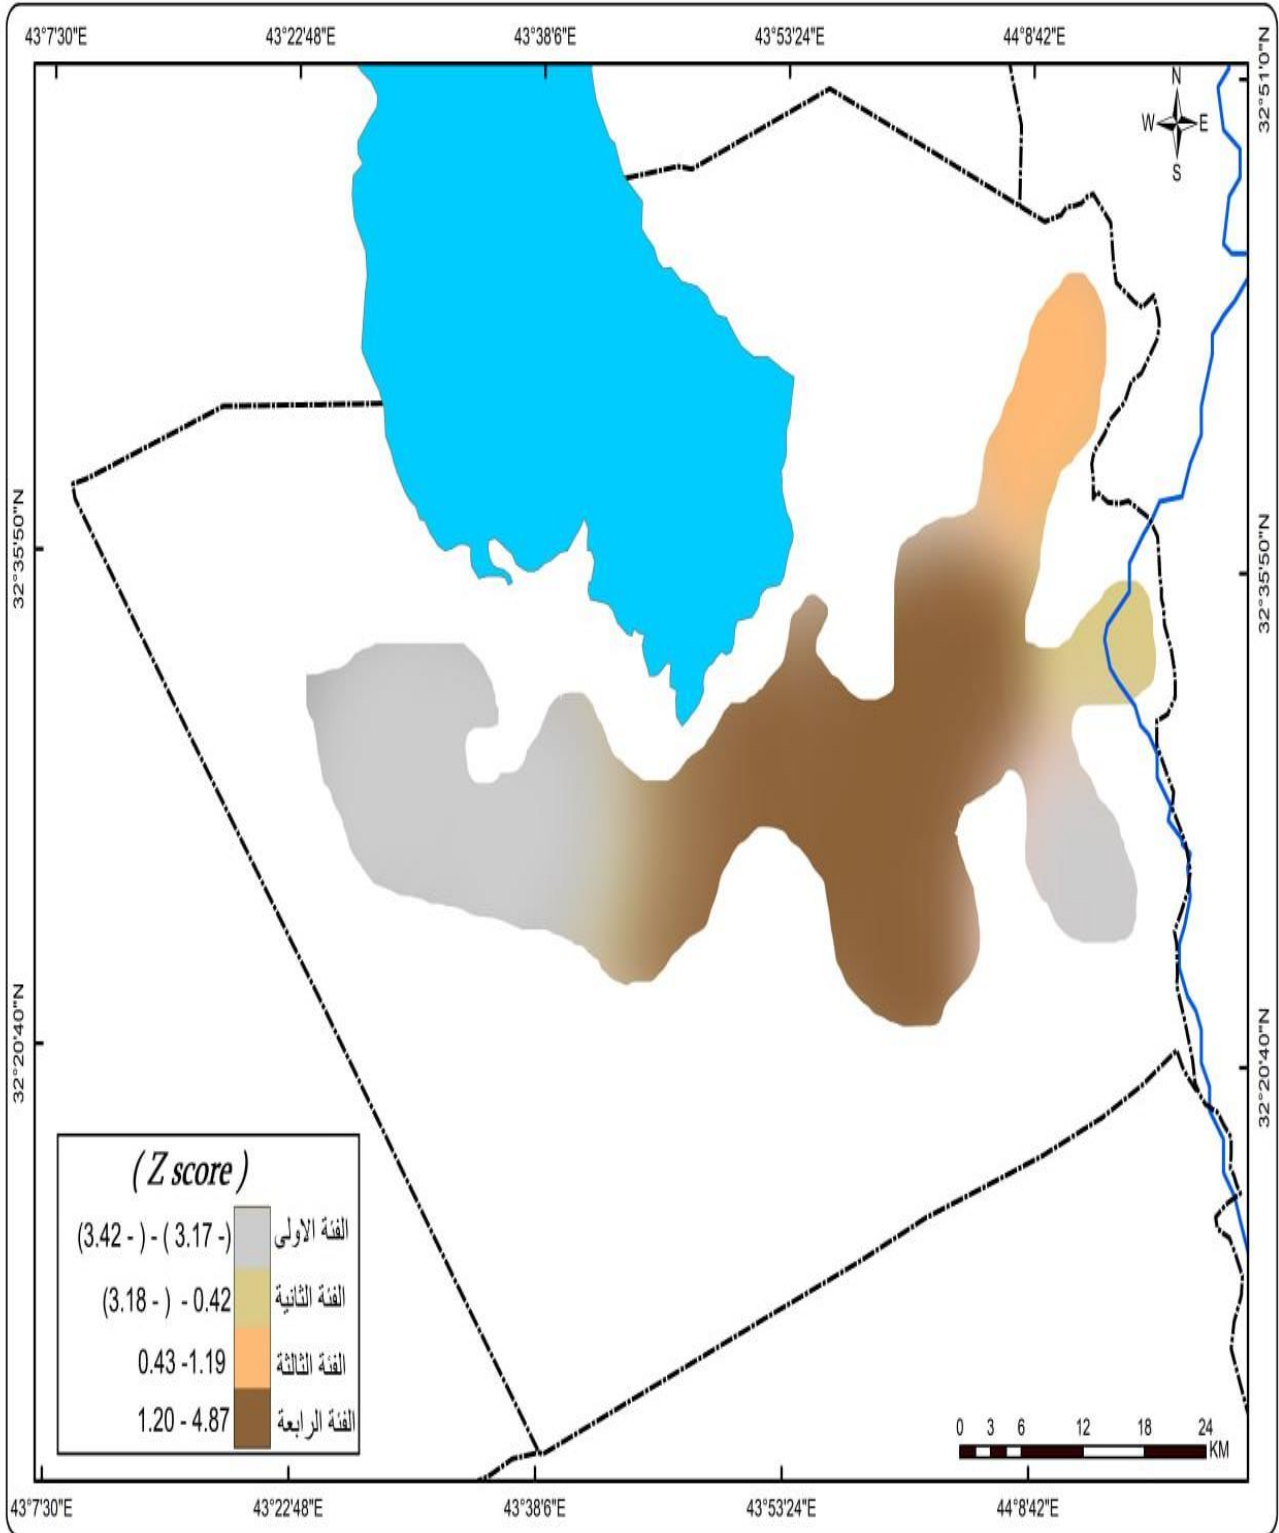 43°7'30"E 43°22'48"E 43°38'6"E 43°53'24"E 44°8'42"E
32°51'0"N
N
W E
S
32°35'50"N
32°35'50"N
32°20'40"N
32°20'40"N
( Z score )
الفئة الاولى (3.42 - ) - ( 3.17 -)
الفئة الثانية (3.18 - ) - 0.42
الفئة الثالثة 0.43 -1.19
الفئة الرابعة 1.20 - 4.87
0 3 6 12 18 24
KM
43°7'30"E 43°22'48"E 43°38'6"E 43°53'24"E 44°8'42"E